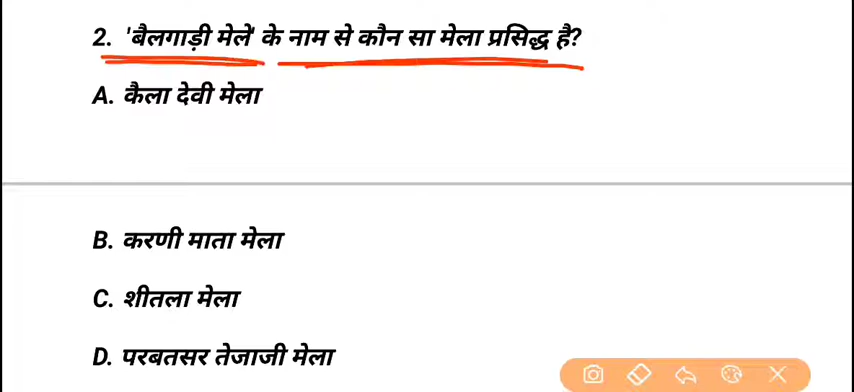 2. 'बैलगाड़ी मेले' के नाम से कौन सा मेला प्रसिद्ध है?
A. कैला देवी मेला
B. करणी माता मेला
C. शीतला मेला
D. परबतसर तेजाजी मेला